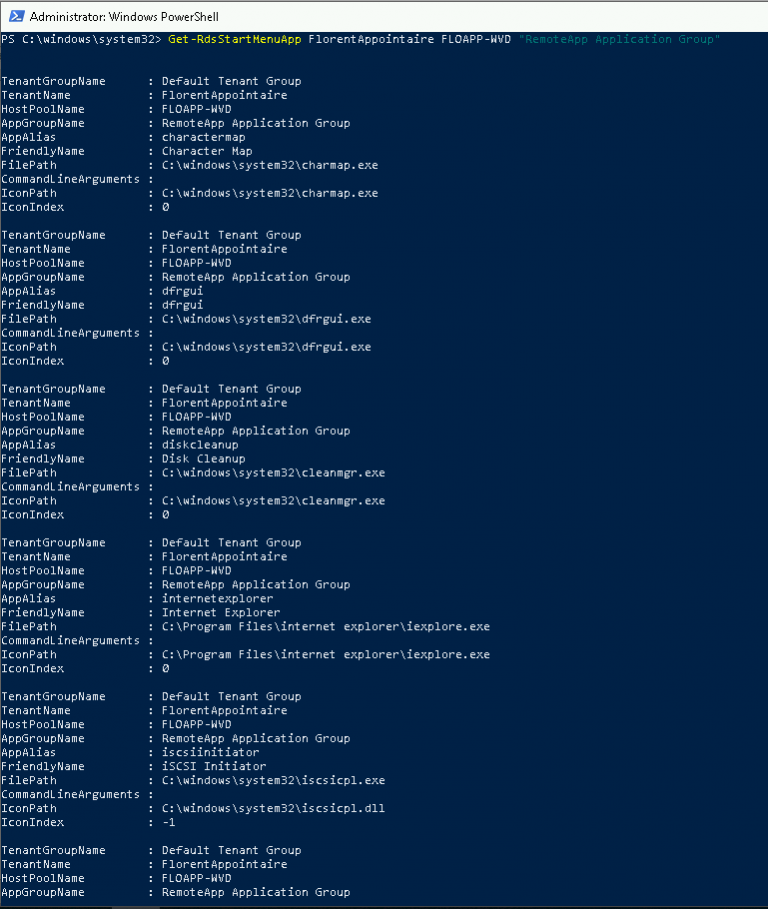 Administrator: Windows PowerShell
PS C:\windows\system32> Get-RdsStartMenuApp FlorentAppointaire FLOAPP-WVD "RemoteApp Application Group"
TenantGroupName : Default Tenant Group
TenantName : FlorentAppointaire
HostPoolName : FLOAPP-WVD
AppGroupName : RemoteApp Application Group
AppAlias : charactermap
FriendlyName : Character Map
FilePath : C:\windows\system32\charmap.exe
CommandLineArguments :
IconPath : C:\windows\system32\charmap.exe
IconIndex : 0
TenantGroupName : Default Tenant Group
TenantName : FlorentAppointaire
HostPoolName : FLOAPP-WVD
AppGroupName : RemoteApp Application Group
AppAlias : dfrgui
FriendlyName : dfrgui
FilePath : C:\windows\system32\dfrgui.exe
CommandLineArguments :
IconPath : C:\windows\system32\dfrgui.exe
IconIndex : 0
TenantGroupName : Default Tenant Group
TenantName : FlorentAppointaire
HostPoolName : FLOAPP-WVD
AppGroupName : RemoteApp Application Group
AppAlias : diskcleanup
FriendlyName : Disk Cleanup
FilePath : C:\windows\system32\cleanmgr.exe
CommandLineArguments :
IconPath : C:\windows\system32\cleanmgr.exe
IconIndex : 0
TenantGroupName : Default Tenant Group
TenantName : FlorentAppointaire
HostPoolName : FLOAPP-WVD
AppGroupName : RemoteApp Application Group
AppAlias : internetexplorer
FriendlyName : Internet Explorer
FilePath : C:\Program Files\internet explorer\iexplore.exe
CommandLineArguments :
IconPath : C:\Program Files\internet explorer\iexplore.exe
IconIndex : 0
TenantGroupName : Default Tenant Group
TenantName : FlorentAppointaire
HostPoolName : FLOAPP-WVD
AppGroupName : RemoteApp Application Group
AppAlias : iscsiinitiator
FriendlyName : iSCSI Initiator
FilePath : C:\windows\system32\iscsicpl.exe
CommandLineArguments :
IconPath : C:\windows\system32\iscsicpl.dll
IconIndex : -1
TenantGroupName : Default Tenant Group
TenantName : FlorentAppointaire
HostPoolName : FLOAPP-WVD
AppGroupName : RemoteApp Application Group